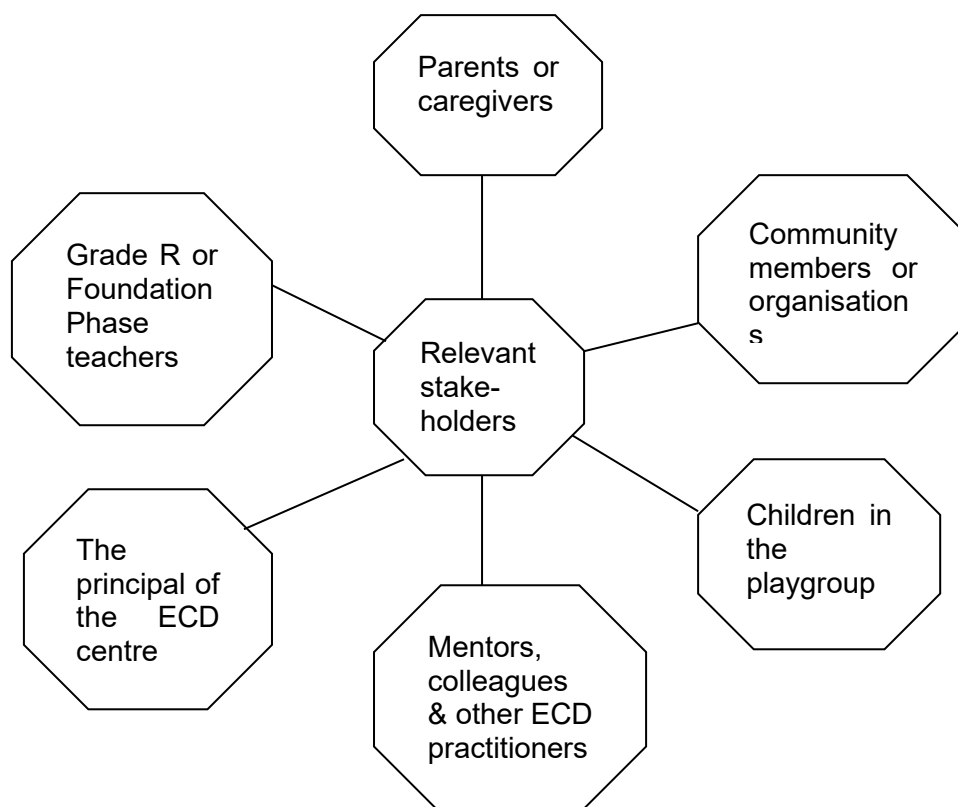 Parents or
caregivers
Grade R or
Foundation
Phase
teachers
Community
members or
organisation
s
Relevant
stake-
holders
The
principal of
the ECD
centre
Children in
the
playgroup
Mentors,
colleagues
& other ECD
practitioners